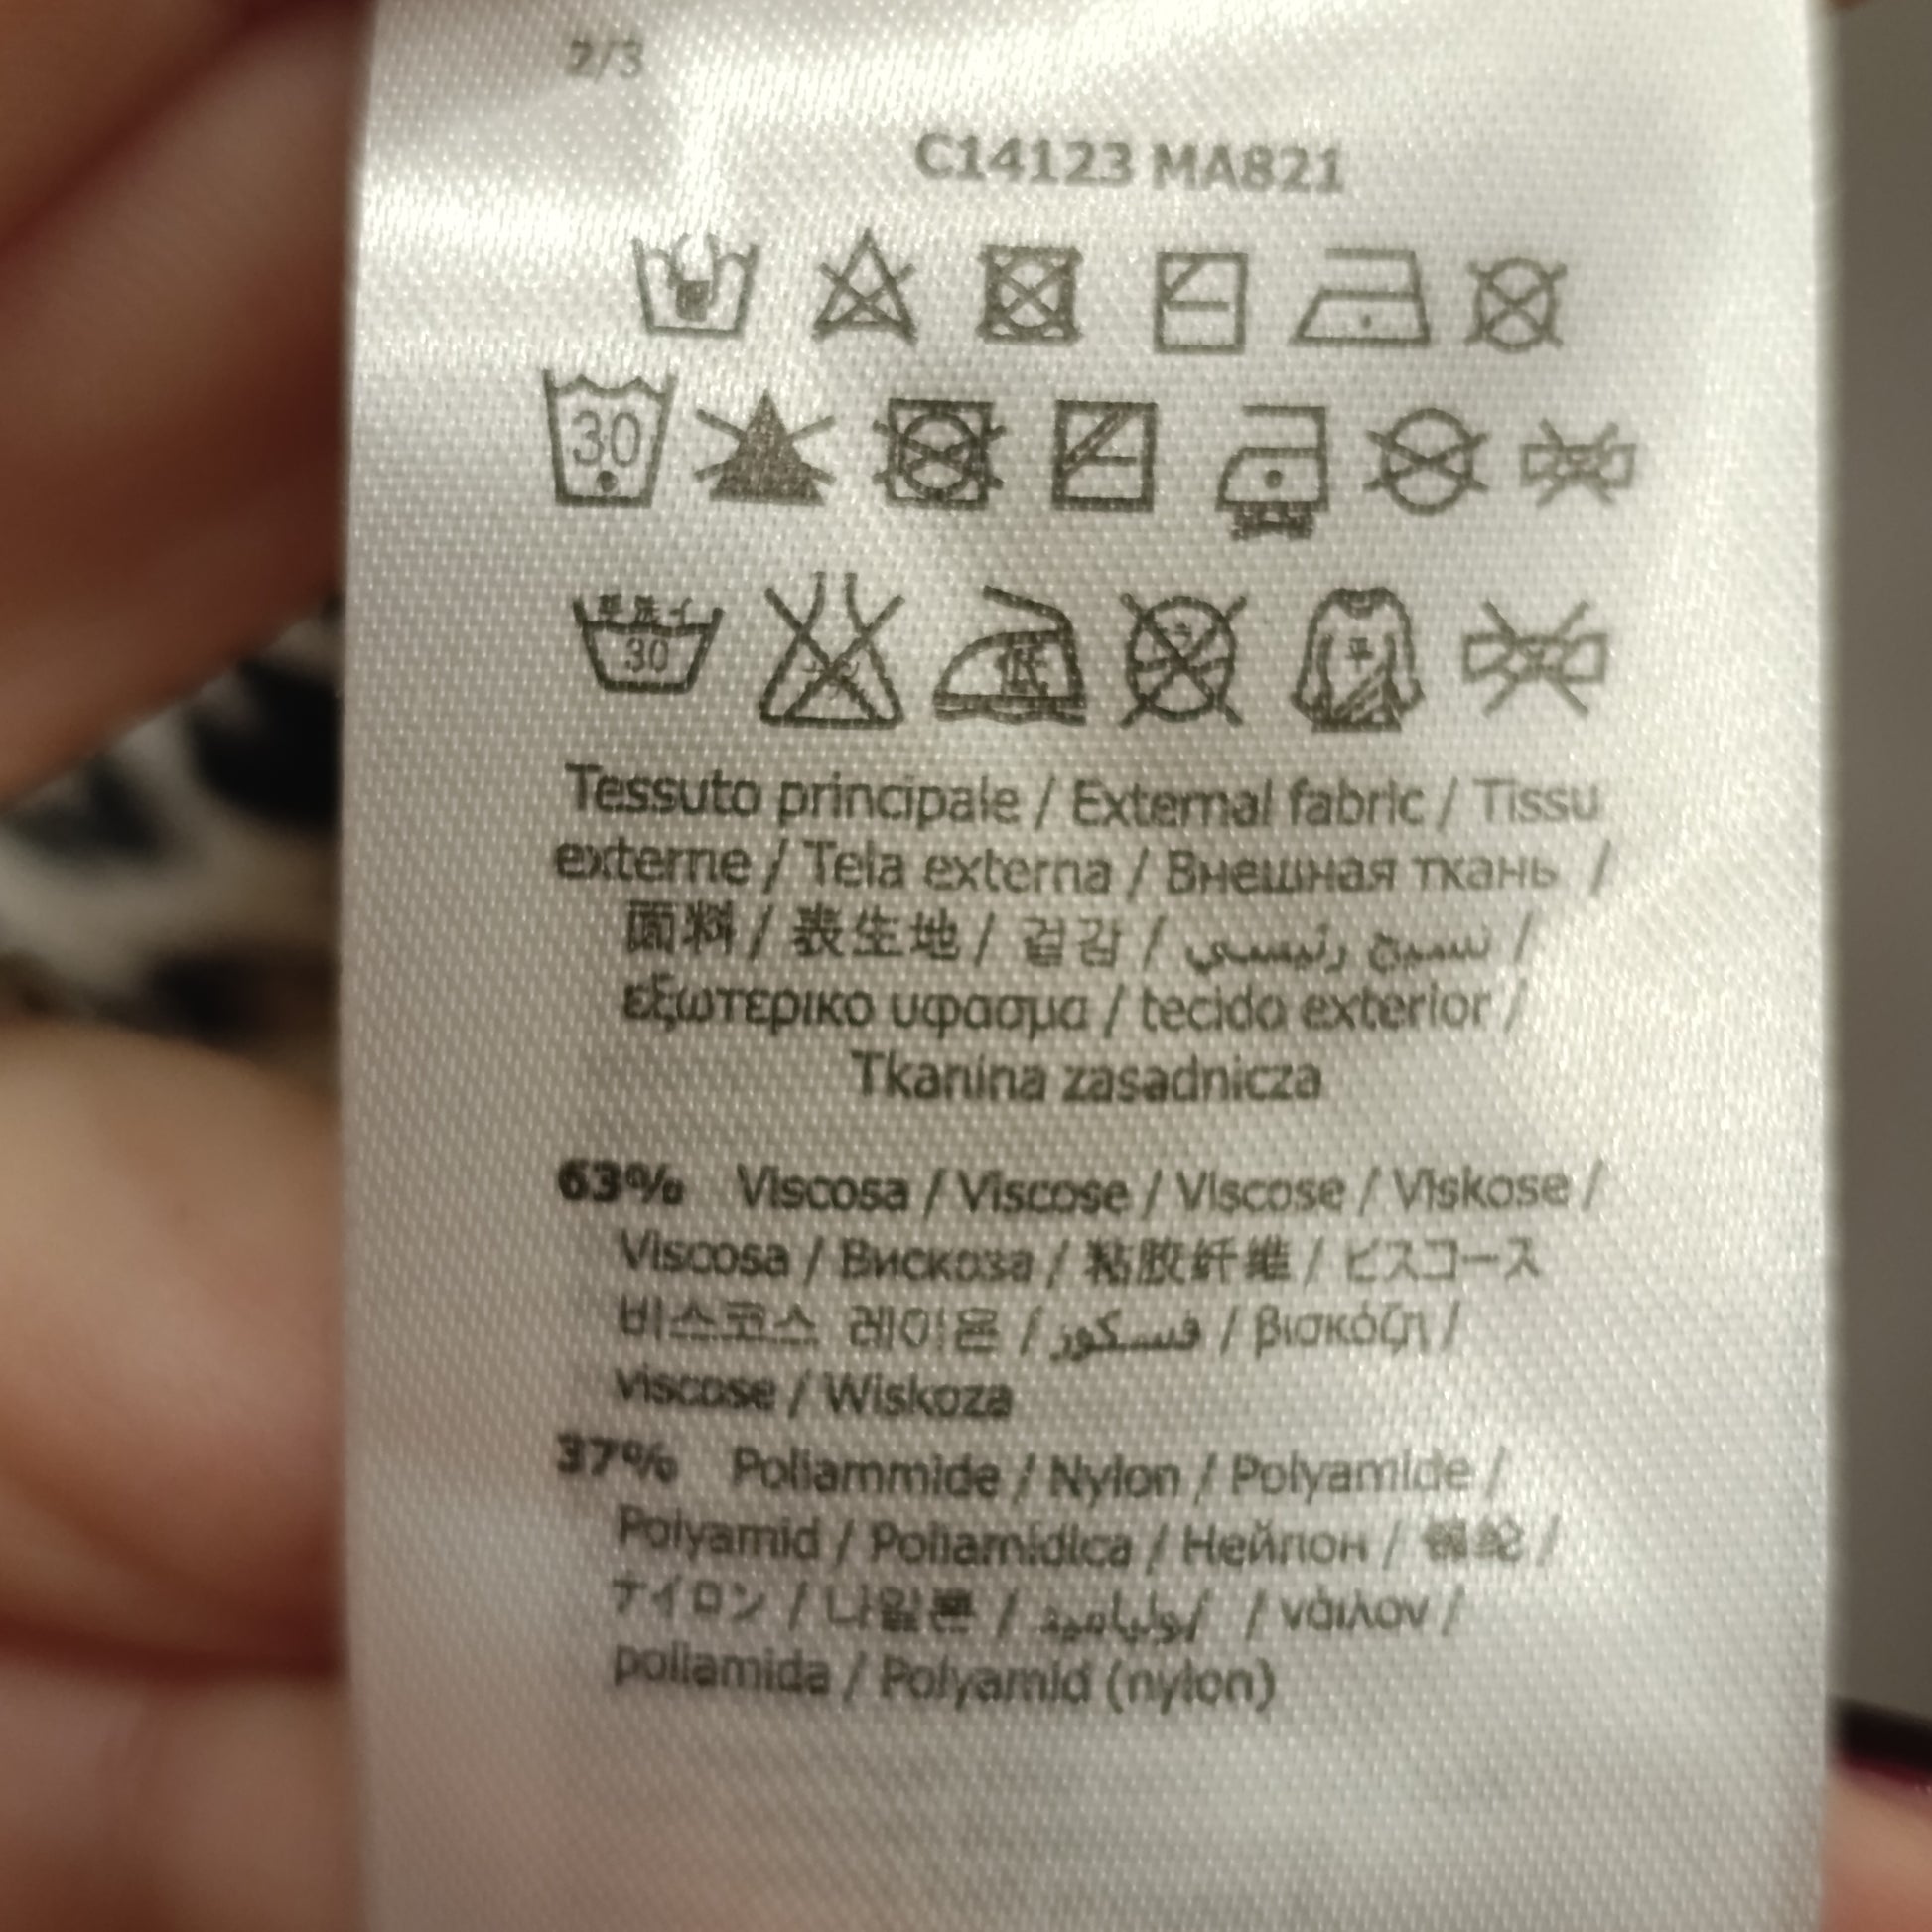 2/3
C14123 MA821
30
30
低
平
Tessuto principale / External fabric / Tissu
externe / Tela externa / Внешная ткань /
面料 / 表生地 / 겉감 / نسيج رئيسي /
εξωτερικο υφασμα / tecido exterior /
Tkanina zasadnicza
63% Viscosa / Viscose / Viscose / Viskose /
Viscosa / Вискоза / 粘胶纤维 / ビスコース
비스코스 레이온 / فسكوز / βισκόζη /
viscose / Wiskoza
37% Poliammide / Nylon / Polyamide /
Polyamid / Poliamídica / Нейлон / 锦纶 /
ナイロン / 나일론 / / νάιλον /
poliamida / Polyamid (nylon)